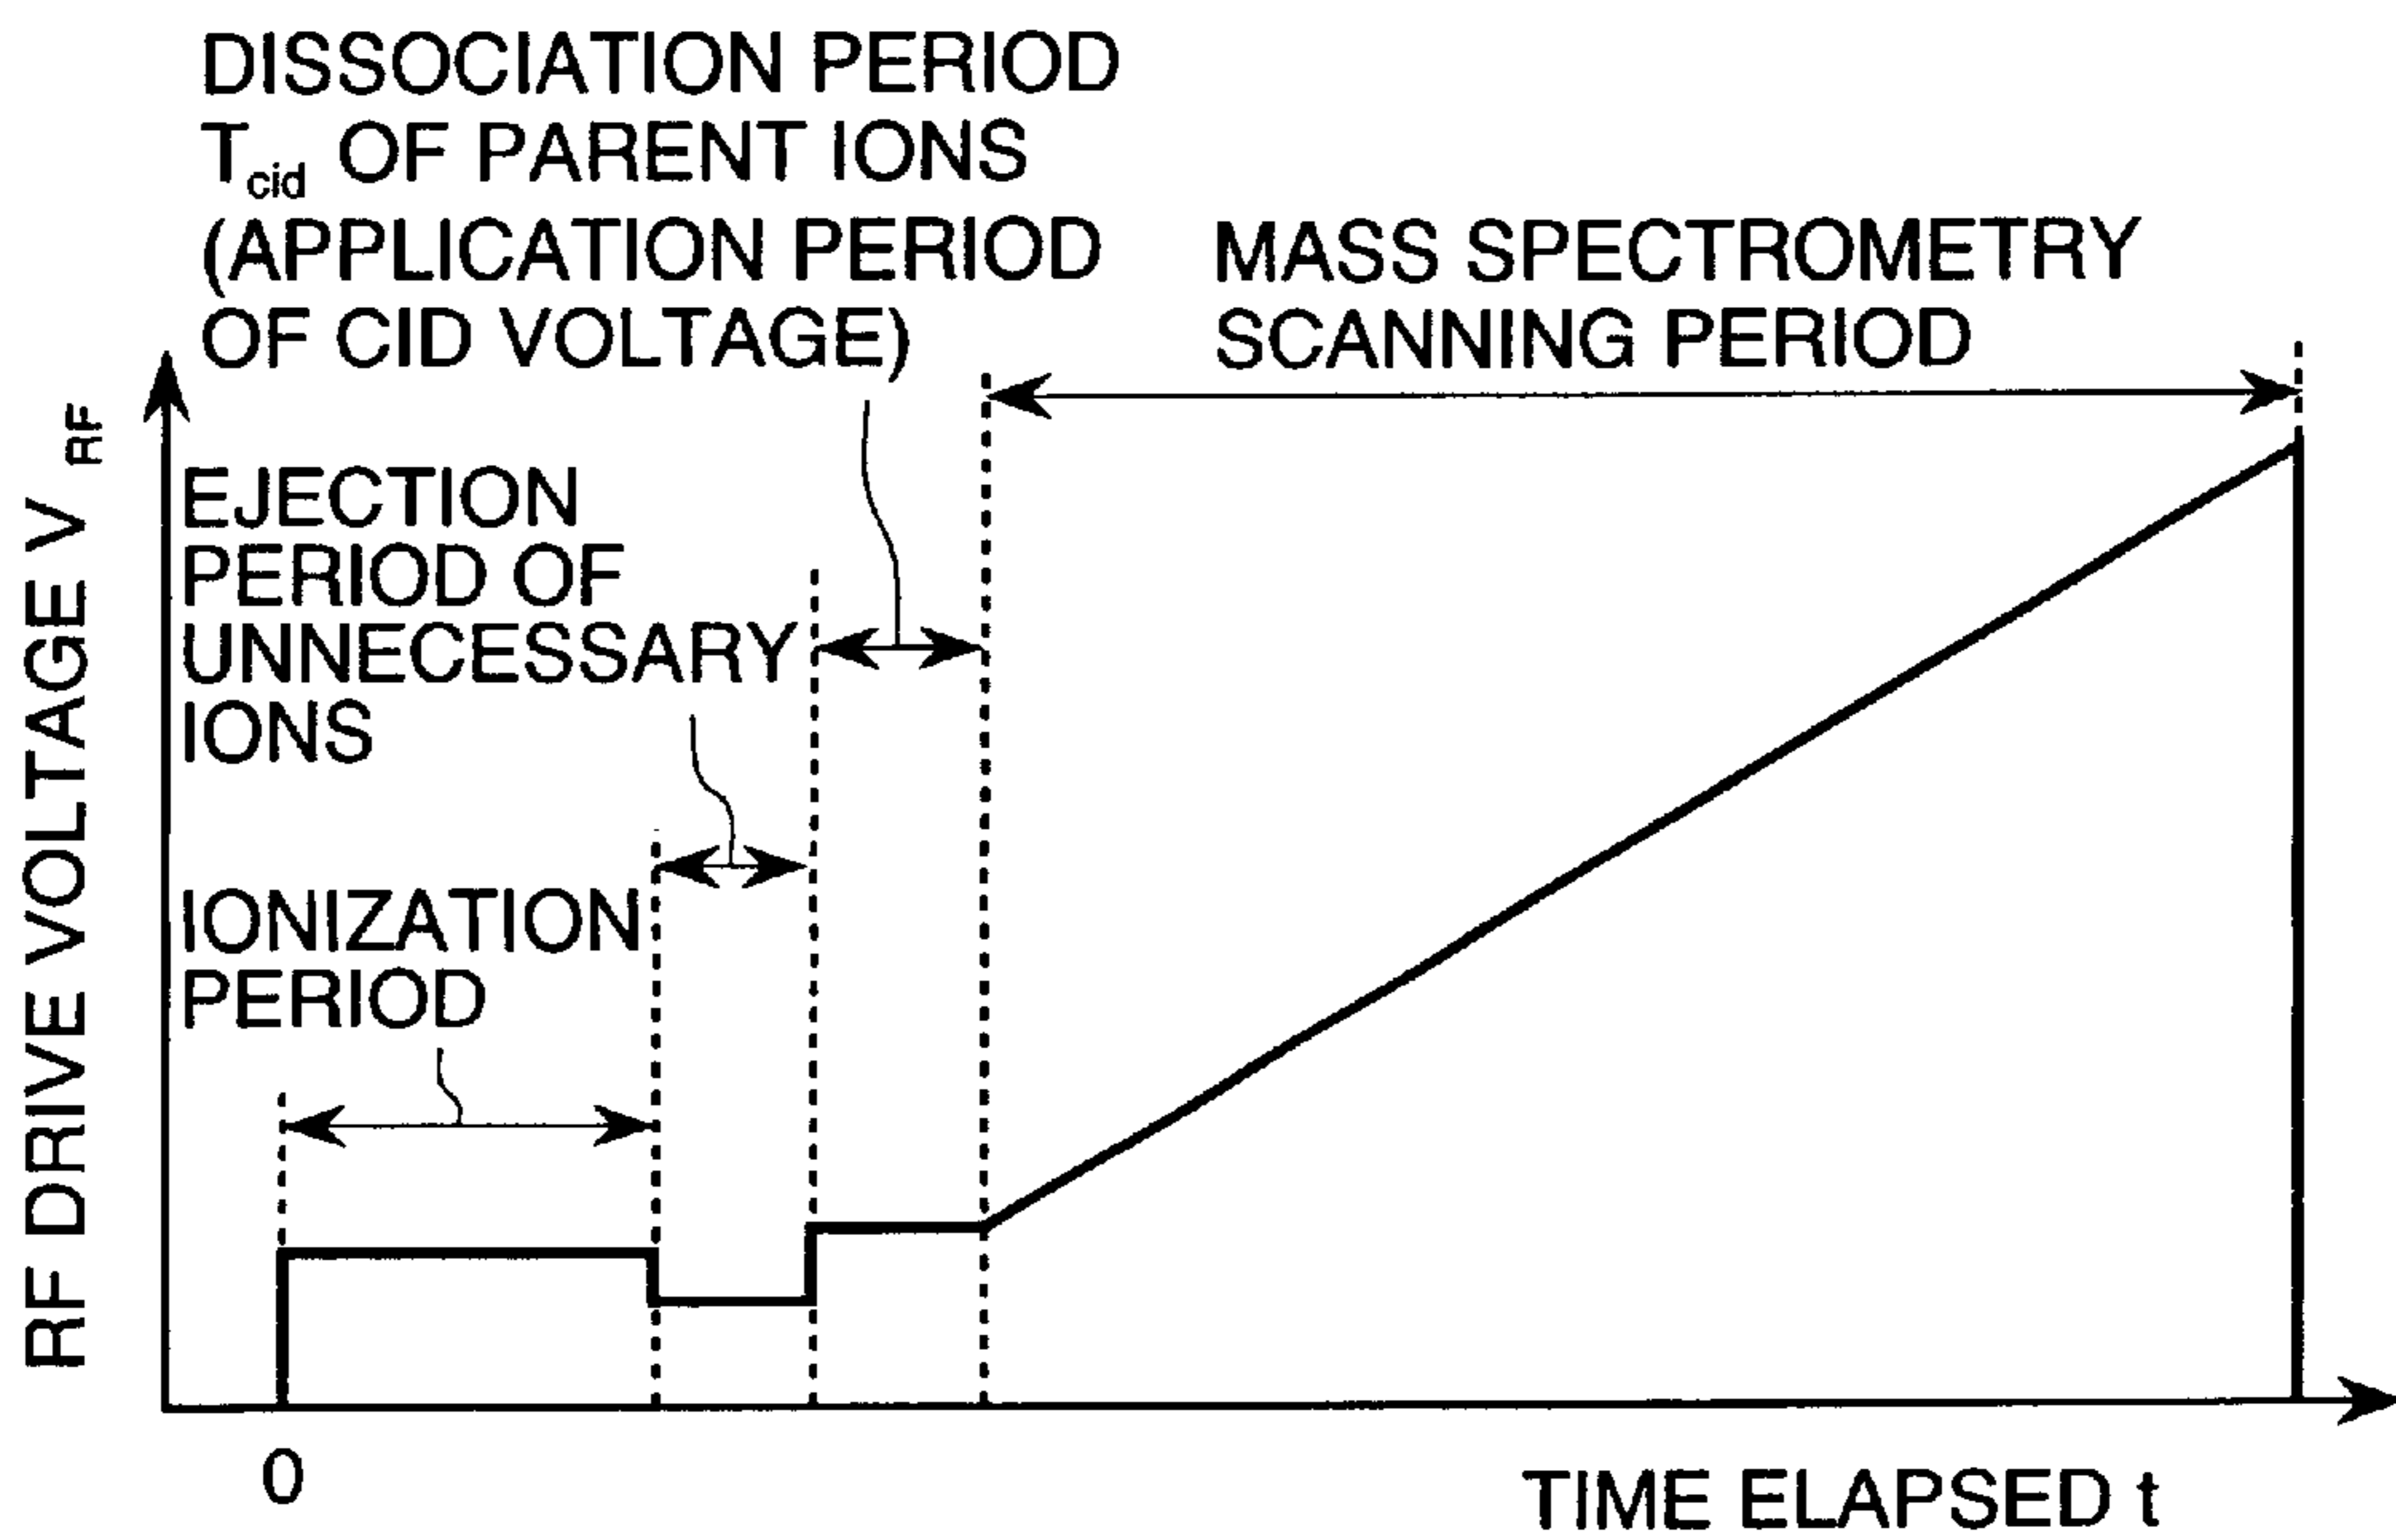 DISSOCIATION PERIOD
Tcid OF PARENT IONS
(APPLICATION PERIOD
OF CID VOLTAGE)
MASS SPECTROMETRY
SCANNING PERIOD
EJECTION
PERIOD OF
UNNECESSARY
IONS
IONIZATION
PERIOD
RF DRIVE VOLTAGE V RF
0
TIME ELAPSED t